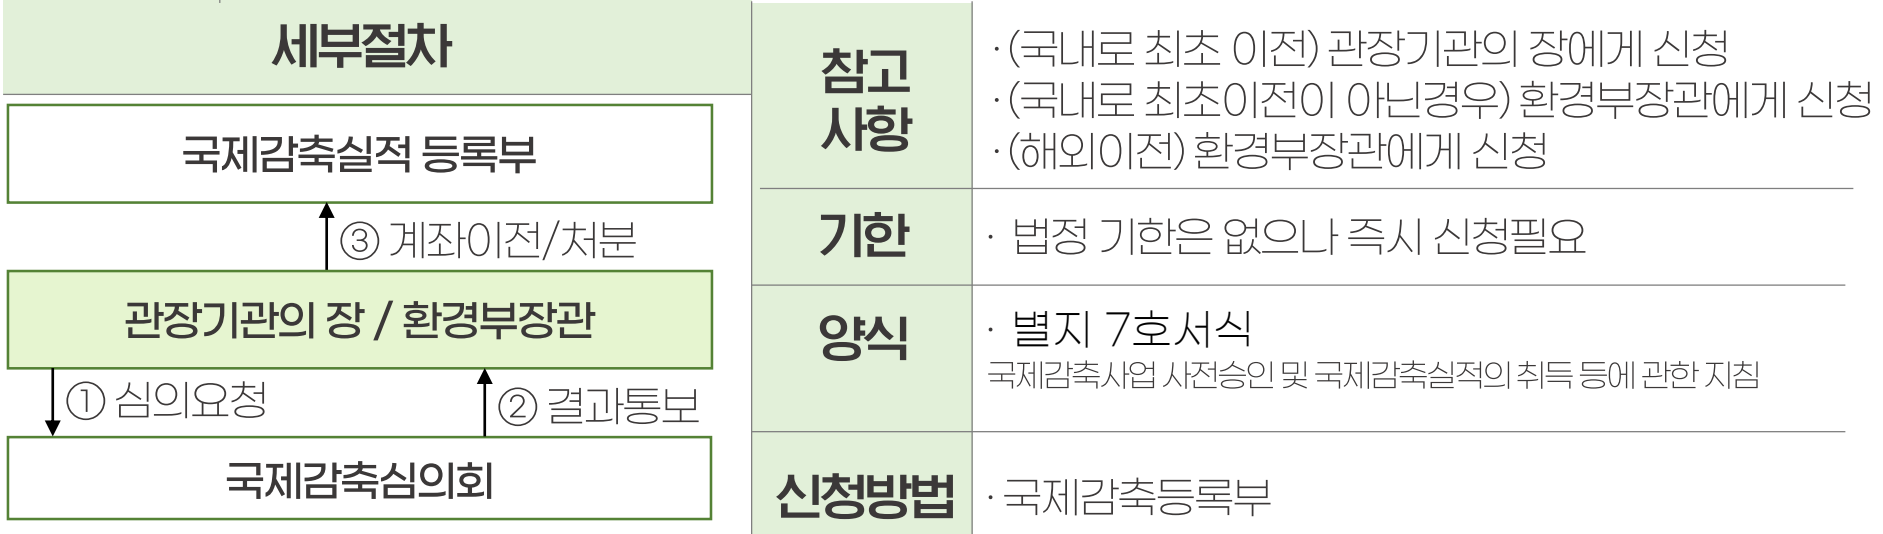 세부절차
국제감축실적 등록부
③ 계좌이전/처분
관장기관의 장 / 환경부장관
① 심의요청
② 결과통보
국제감축심의회
참고
사항
· (국내로 최초 이전) 관장기관의 장에게 신청
· (국내로 최초이전이 아닌경우) 환경부장관에게 신청
· (해외이전) 환경부장관에게 신청
기한
· 법정 기한은 없으나 즉시 신청필요
양식
· 별지 7호서식
국제감축사업 사전승인 및 국제감축실적의 취득 등에 관한 지침
신청방법
· 국제감축등록부